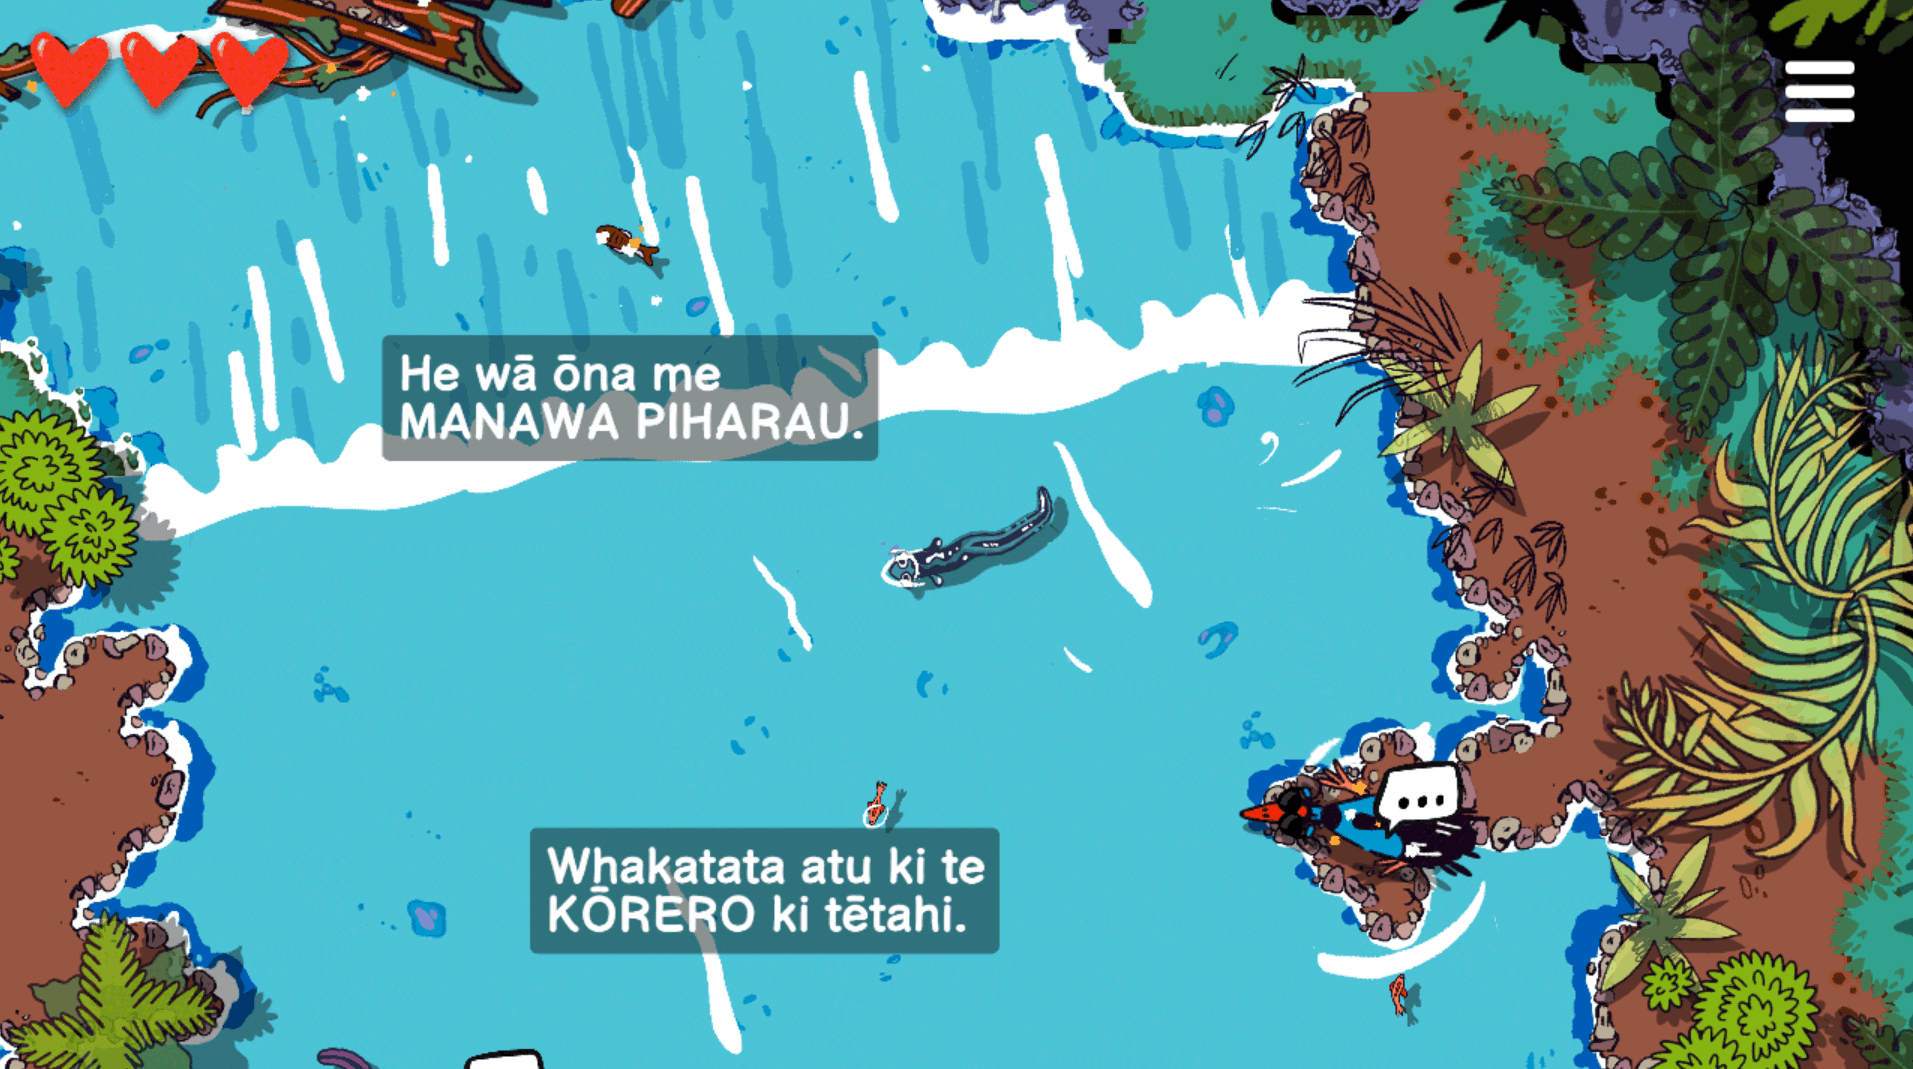 He wā ōna me
MANAWA PIHARAU.
Whakatata atu ki te
KŌRERO ki tētahi.